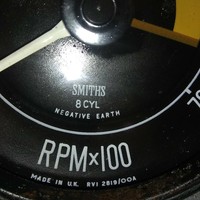 SMITHS
8 CYL
NEGATIVE EARTH
RPM×100
MADE IN U.K. RVI 2819/00A